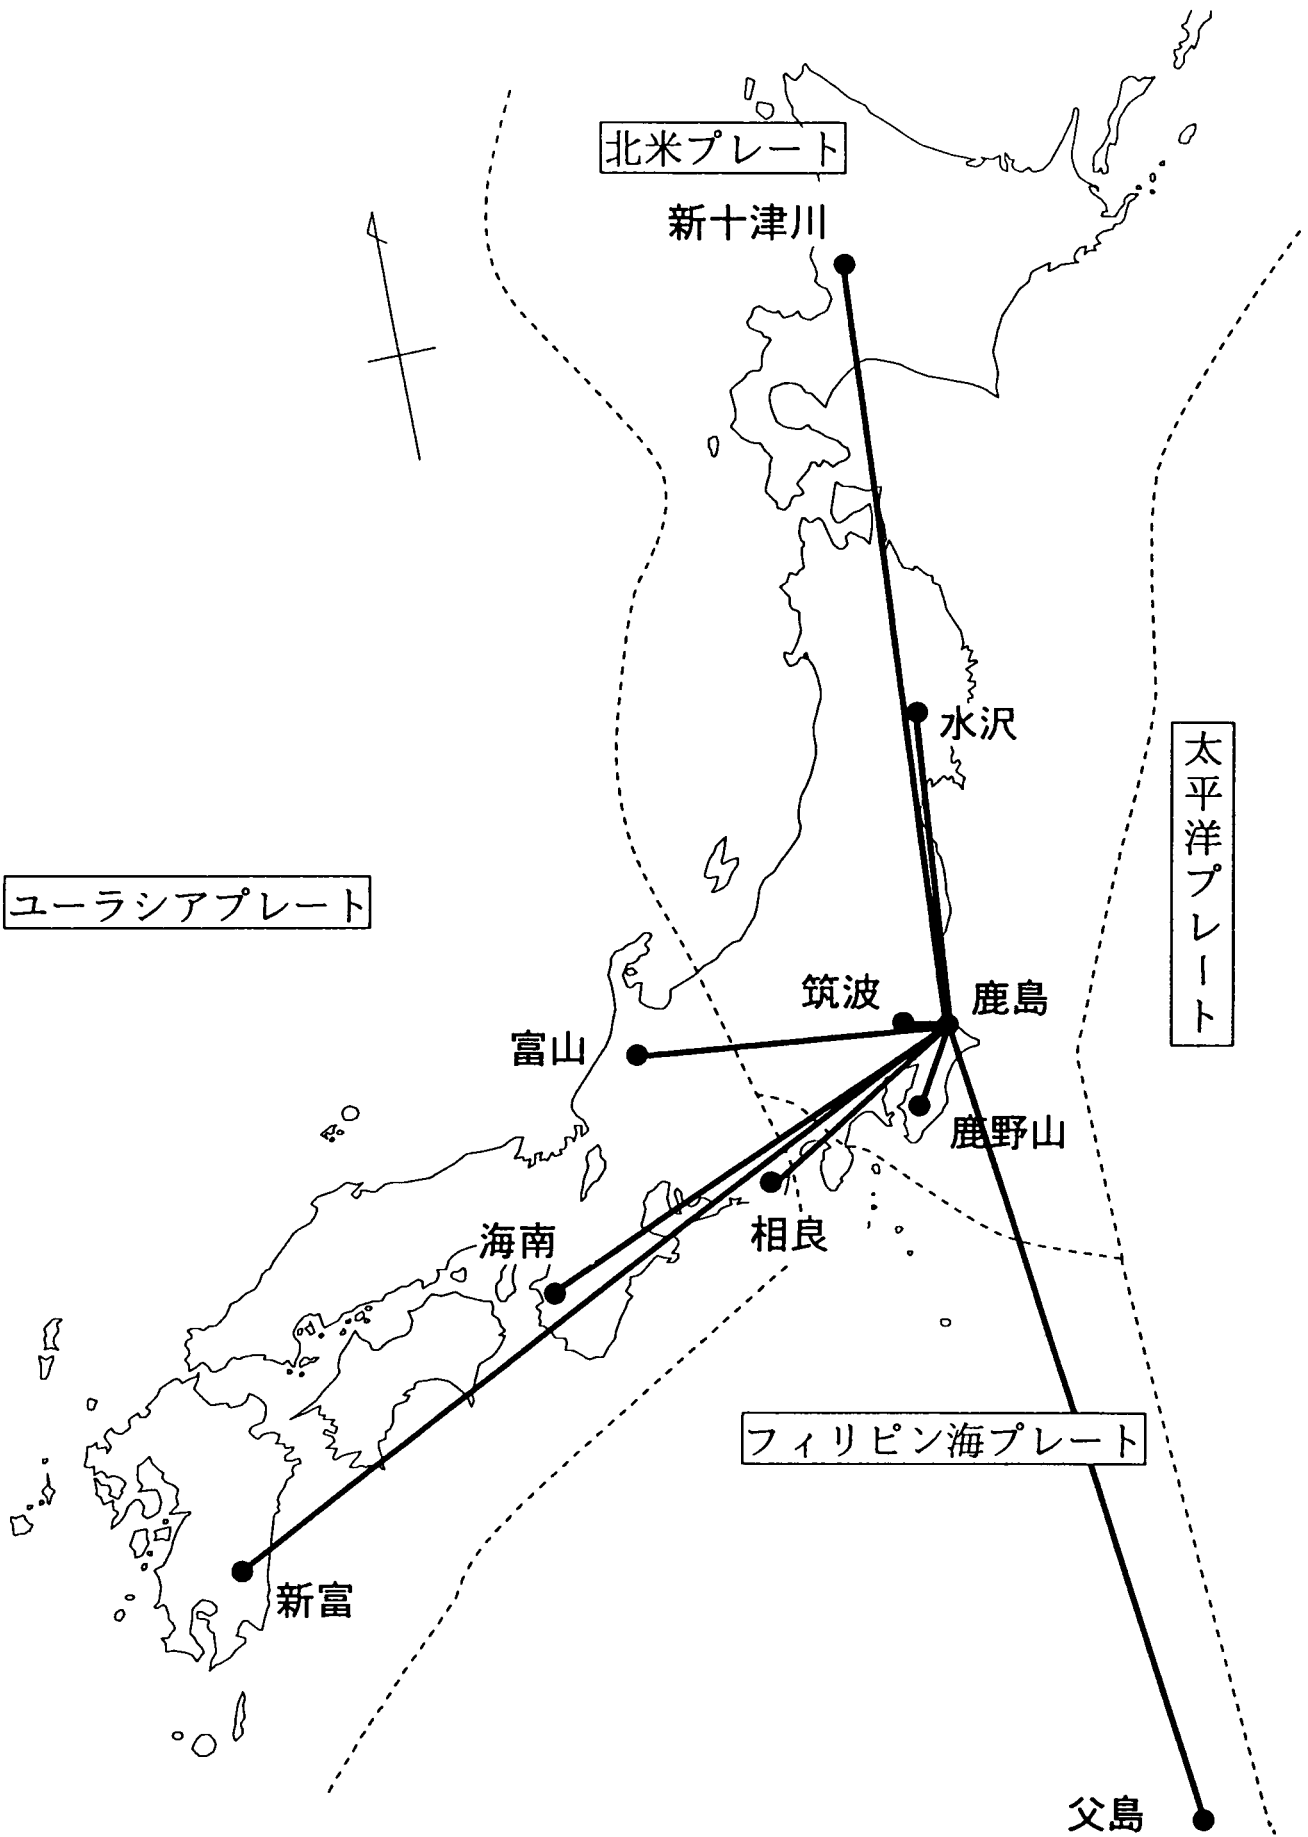 北米プレート
新十津川
水沢
太平洋プレート
ユーラシアプレート
筑波
鹿島
富山
鹿野山
相良
海南
フィリピン海プレート
新富
父島